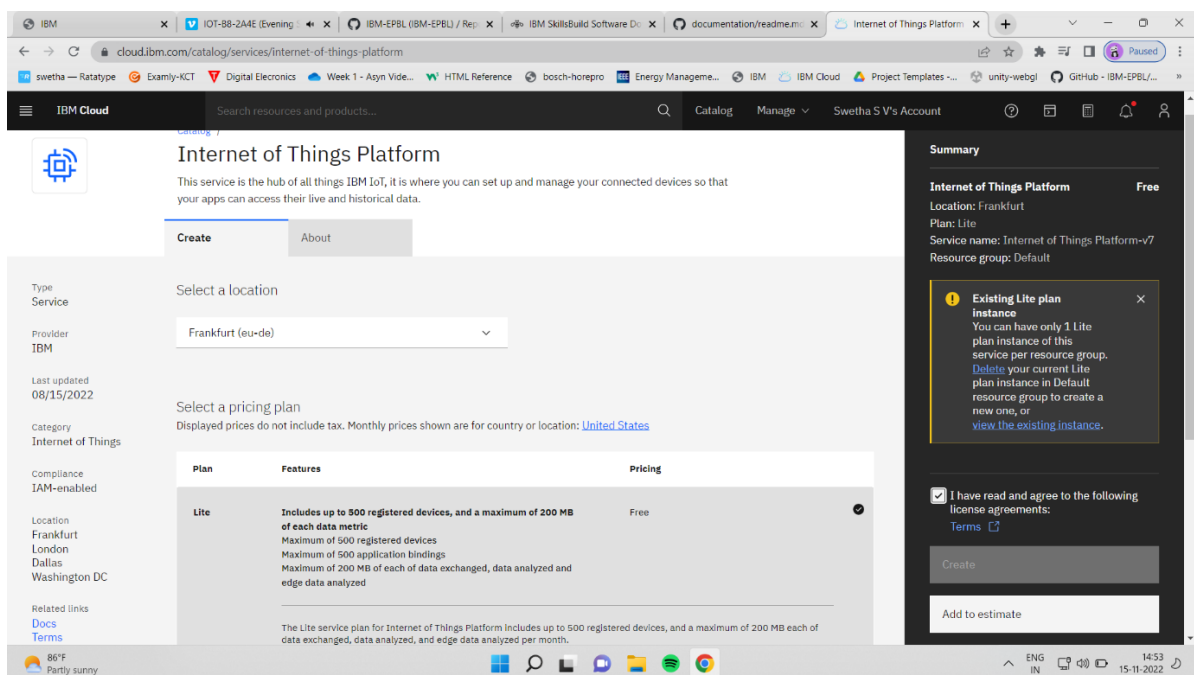 IBM
IOT-B8-2A4E (Evening
IBM-EPBL (IBM-EPBL) / Rep
IBM SkillsBuild Software Do
documentation/readme.md
Internet of Things Platform
cloud.ibm.com/catalog/services/internet-of-things-platform
Paused
swetha — Ratatype
Examly-KCT
Digital Elecronics
Week 1 - Asyn Vide...
HTML Reference
bosch-horepro
Energy Manageme...
IBM
IBM Cloud
Project Templates -...
unity-webgl
GitHub - IBM-EPBL/...
»
IBM Cloud
Search resources and products...
Catalog
Manage
Swetha S V's Account
Catalog /
Internet of Things Platform
This service is the hub of all things IBM IoT, it is where you can set up and manage your connected devices so that
your apps can access their live and historical data.
Create
About
Type
Service
Provider
IBM
Last updated
08/15/2022
Category
Internet of Things
Compliance
IAM-enabled
Location
Frankfurt
London
Dallas
Washington DC
Related links
Docs
Terms
Select a location
Frankfurt (eu-de)
Select a pricing plan
Displayed prices do not include tax. Monthly prices shown are for country or location: United States
Plan
Features
Pricing
Lite
Includes up to 500 registered devices, and a maximum of 200 MB
of each data metric
Maximum of 500 registered devices
Maximum of 500 application bindings
Maximum of 200 MB of each of data exchanged, data analyzed and
edge data analyzed
Free
The Lite service plan for Internet of Things Platform includes up to 500 registered devices, and a maximum of 200 MB each of
data exchanged, data analyzed, and edge data analyzed per month.
Summary
Internet of Things Platform
Free
Location: Frankfurt
Plan: Lite
Service name: Internet of Things Platform-v7
Resource group: Default
Existing Lite plan
instance
You can have only 1 Lite
plan instance of this
service per resource group.
Delete your current Lite
plan instance in Default
resource group to create a
new one, or
view the existing instance.
I have read and agree to the following
license agreements:
Terms
Create
Add to estimate
86°F
Partly sunny
ENG
IN
14:53
15-11-2022